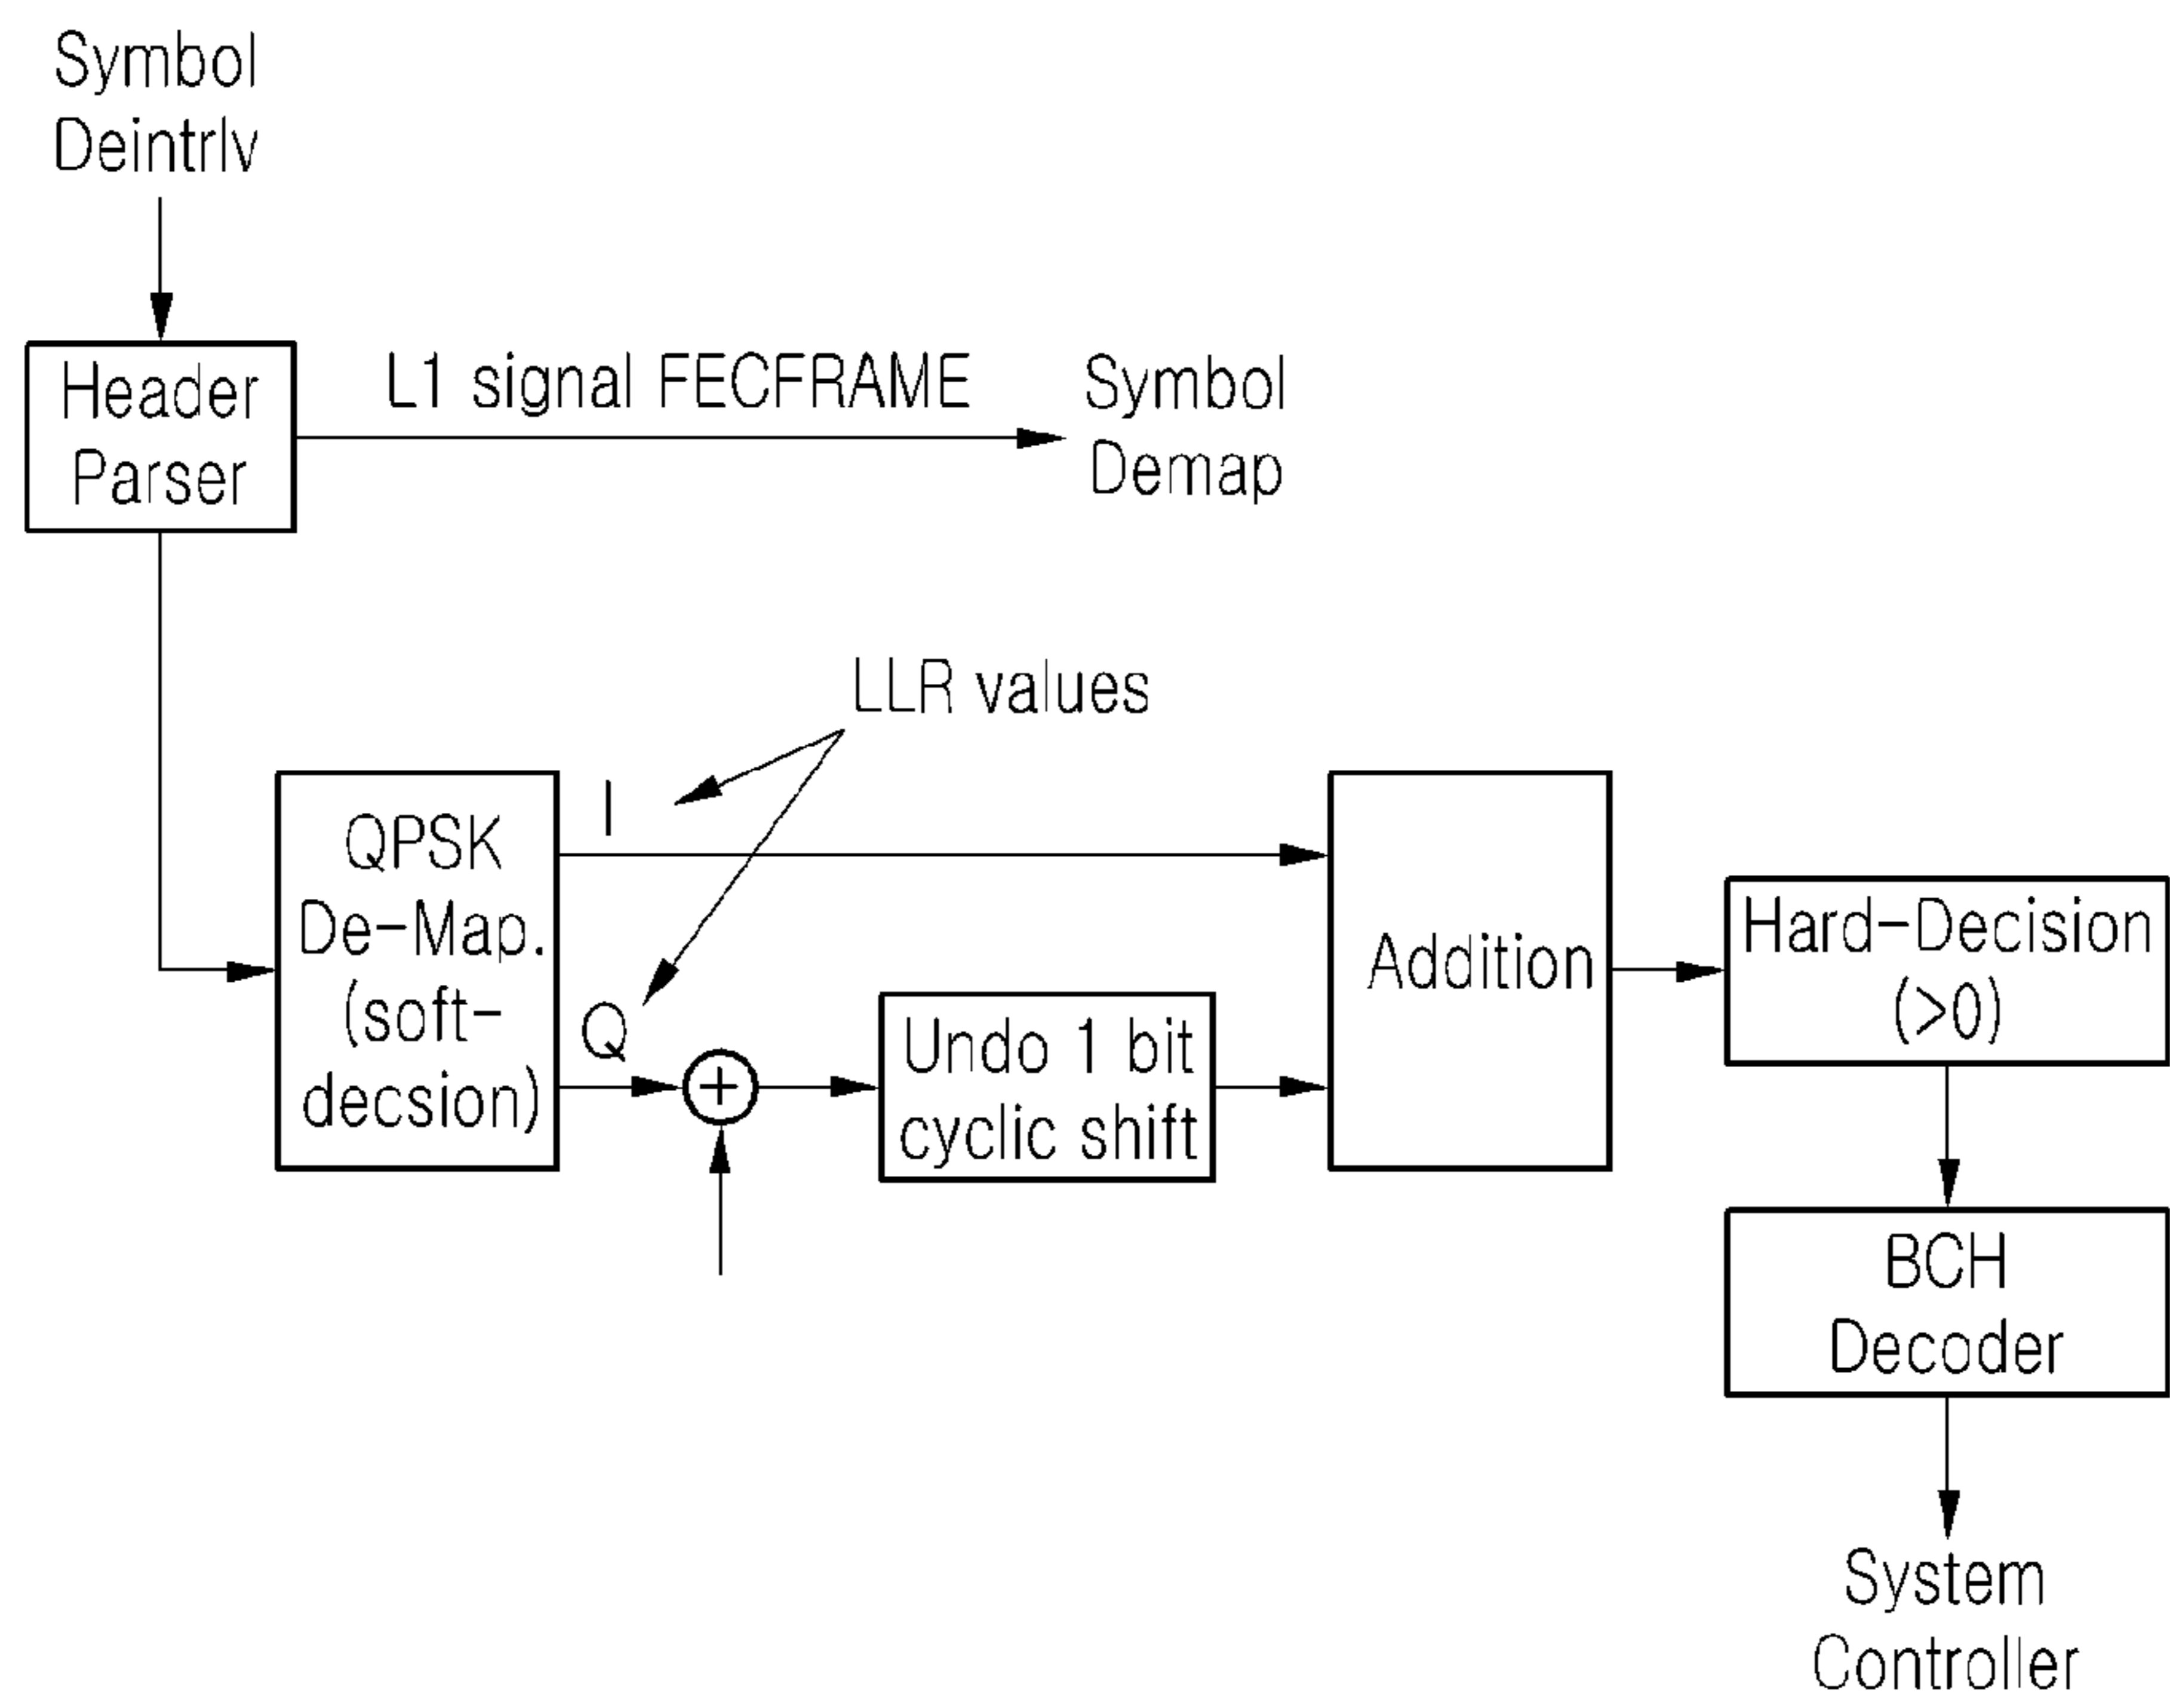 Symbol
Deintrlv
Header
Parser
L1 signal FECFRAME
Symbol
Demap
LLR values
QPSK
De-Map.
(soft-
decsion)
I
Q
Undo 1 bit
cyclic shift
Addition
Hard-Decision
(>0)
BCH
Decoder
System
Controller